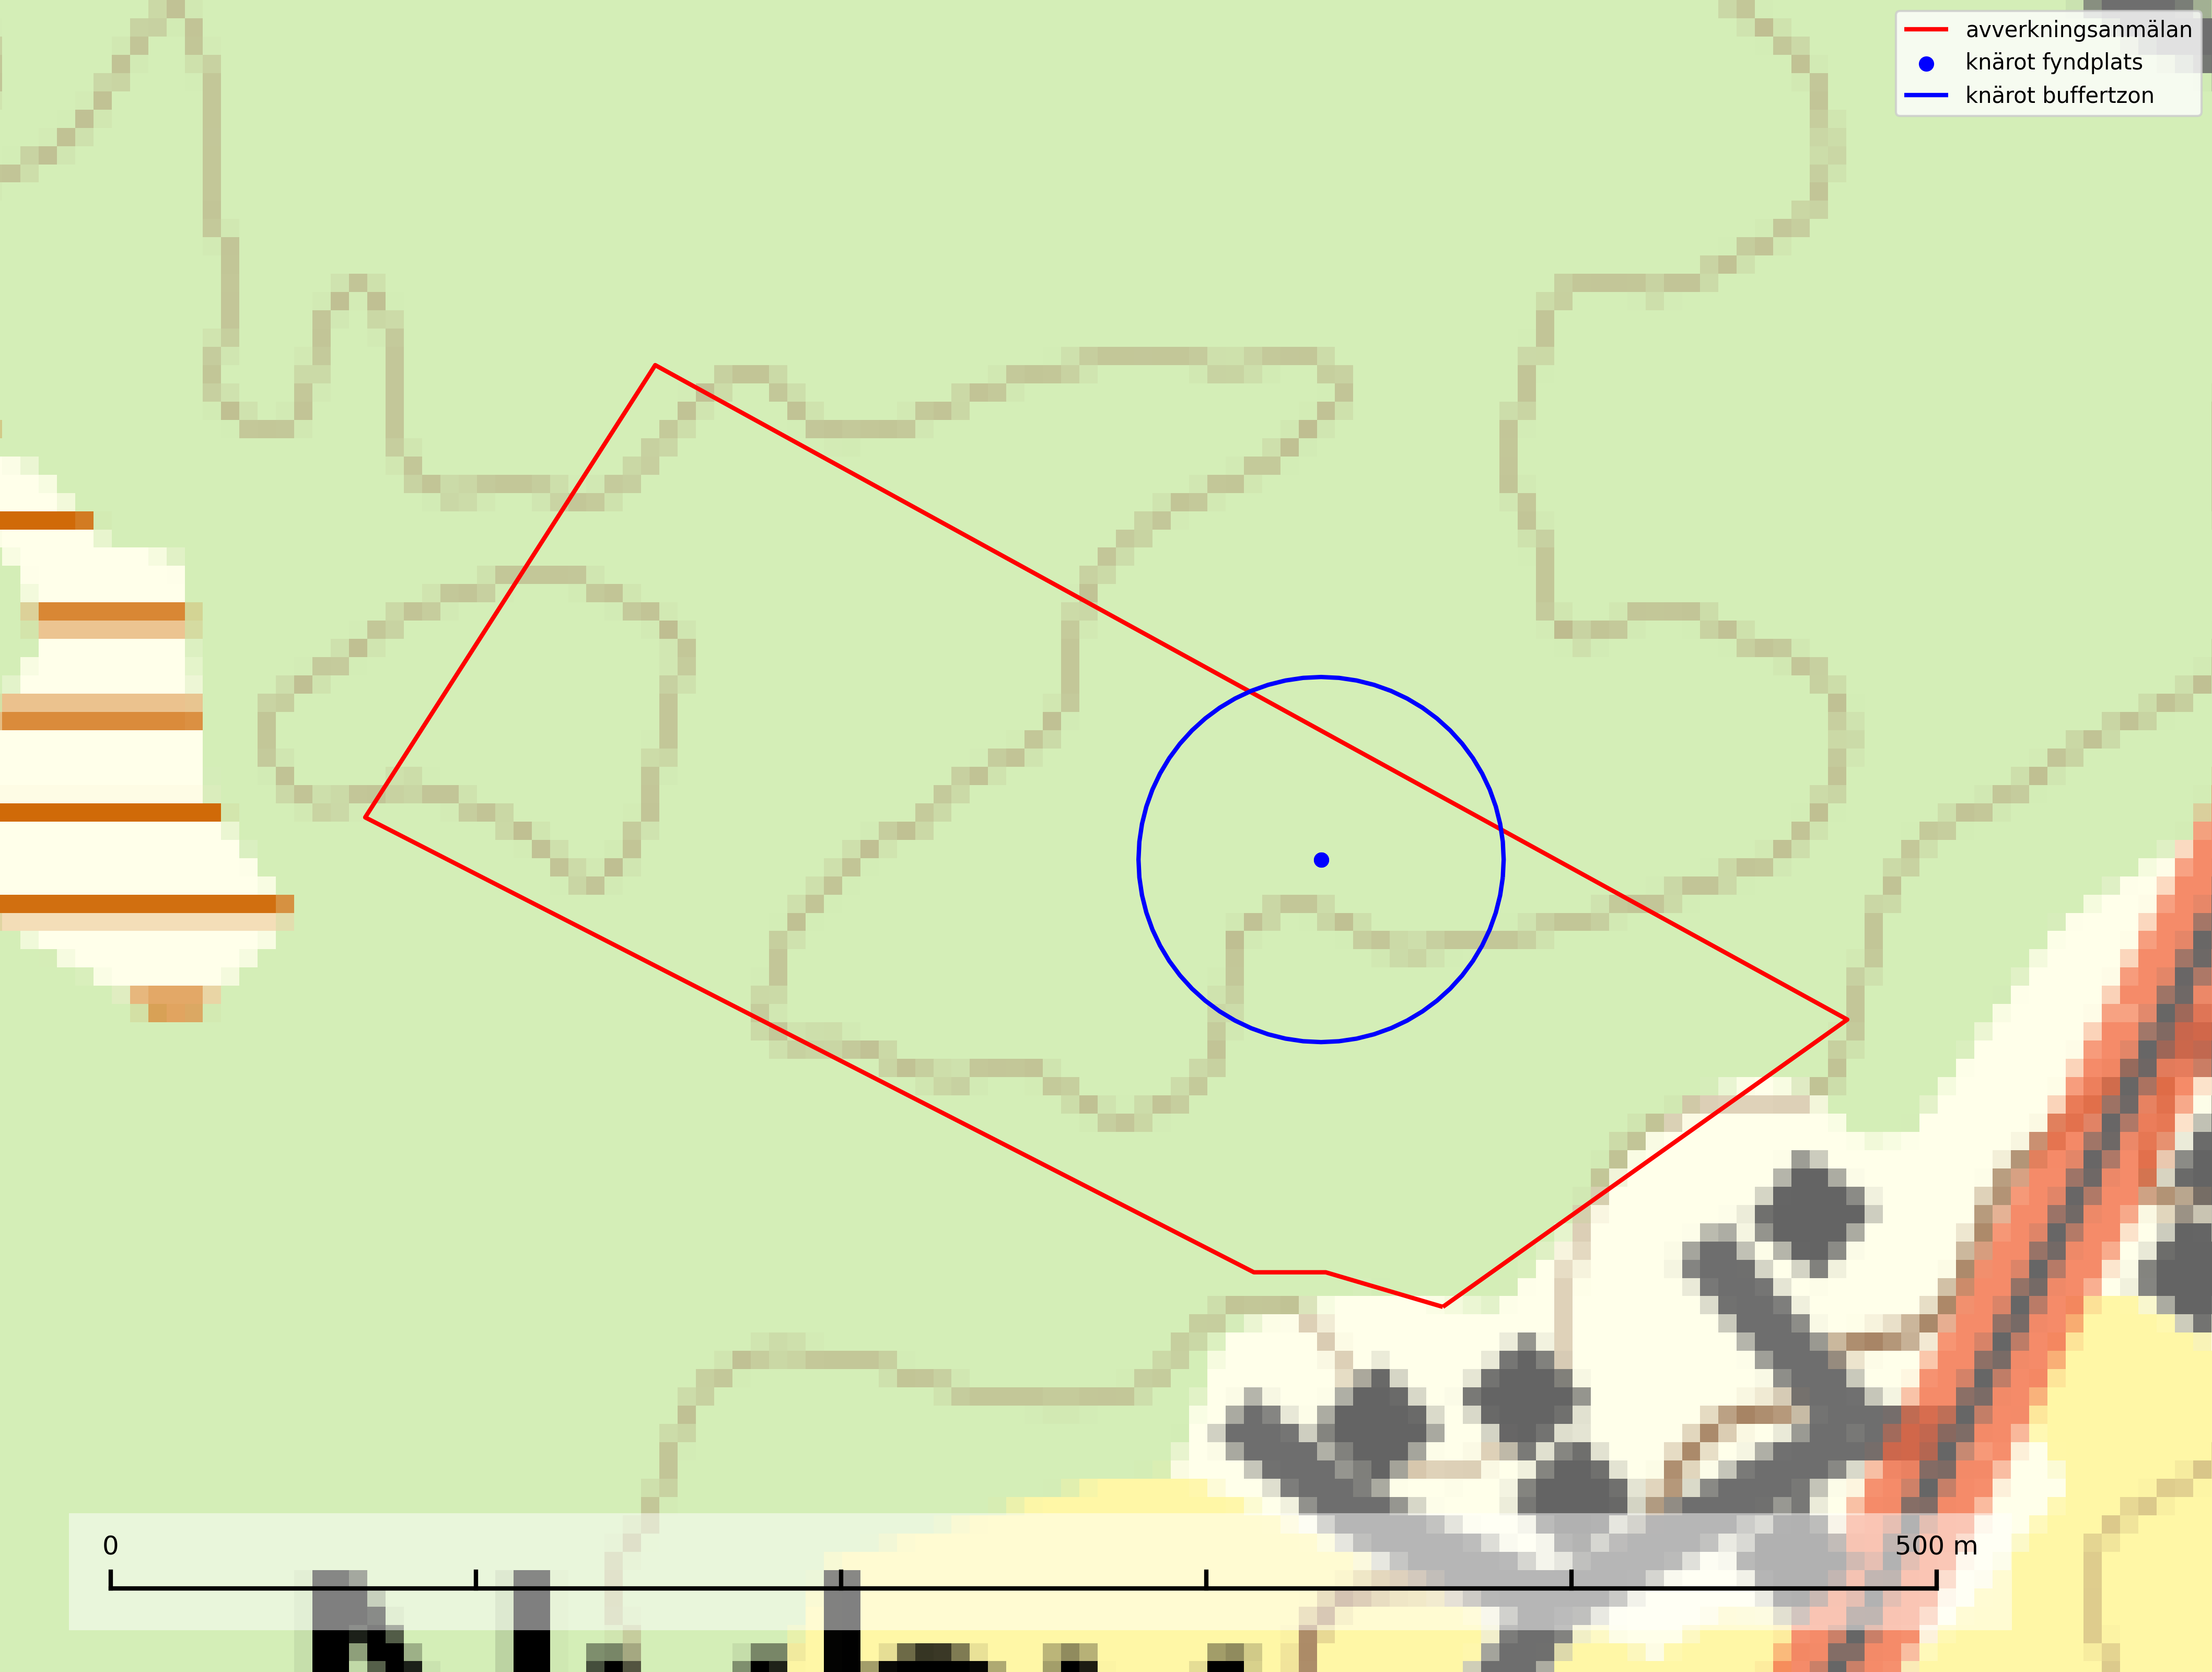 avverkningsanmälan
knärot fyndplats
knärot buffertzon
0
500 m